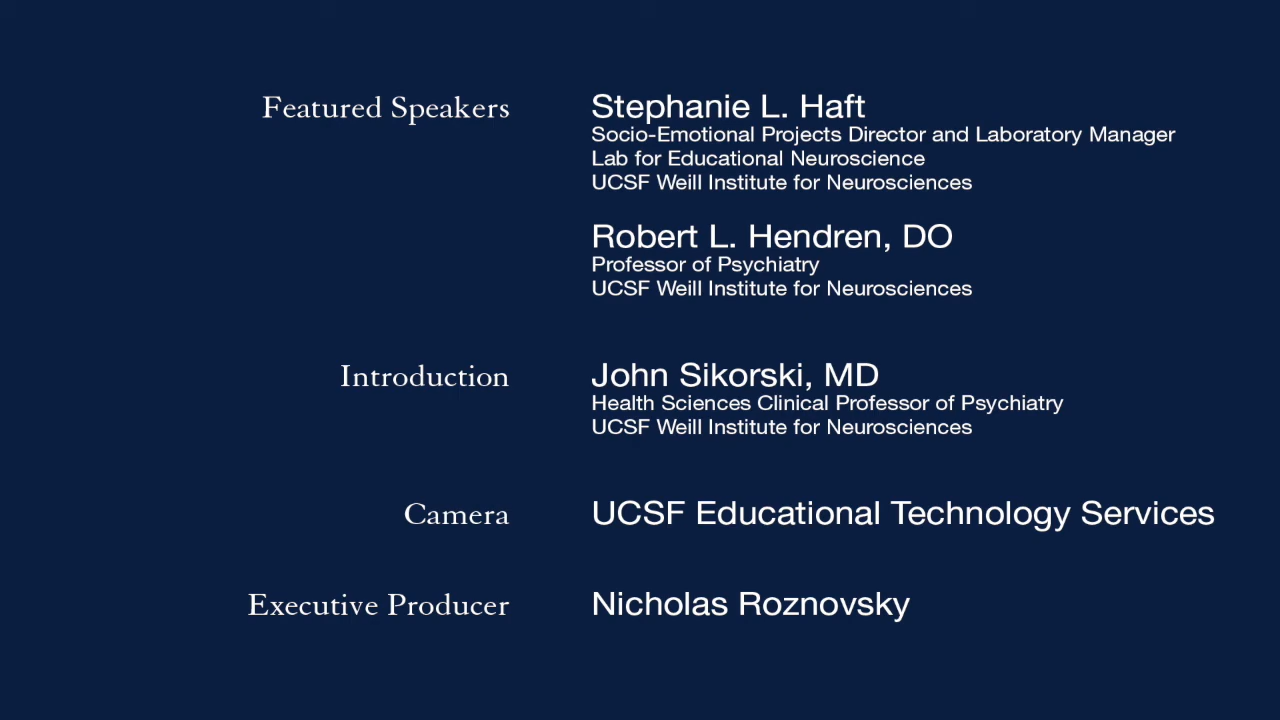 Featured Speakers
Stephanie L. Haft
Socio-Emotional Projects Director and Laboratory Manager
Lab for Educational Neuroscience
UCSF Weill Institute for Neurosciences
Robert L. Hendren, DO
Professor of Psychiatry
UCSF Weill Institute for Neurosciences
Introduction
John Sikorski, MD
Health Sciences Clinical Professor of Psychiatry
UCSF Weill Institute for Neurosciences
Camera
UCSF Educational Technology Services
Executive Producer
Nicholas Roznovsky